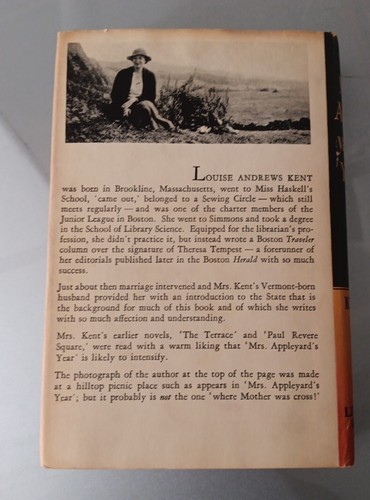 LOUISE ANDREWS KENT
was born in Brookline, Massachusetts, went to Miss Haskell's
School, 'came out,' belonged to a Sewing Circle — which still
meets regularly — and was one of the charter members of the
Junior League in Boston. She went to Simmons and took a degree
in the School of Library Science. Equipped for the librarian's pro-
fession, she didn't practice it, but instead wrote a Boston Traveler
column over the signature of Theresa Tempest — a forerunner of
her editorials published later in the Boston Herald with so much
success.
Just about then marriage intervened and Mrs. Kent's Vermont-born
husband provided her with an introduction to the State that is
the background for much of this book and of which she writes
with so much affection and understanding.
Mrs. Kent's earlier novels, 'The Terrace' and 'Paul Revere
Square,' were read with a warm liking that 'Mrs. Appleyard's
Year' is likely to intensify.
The photograph of the author at the top of the page was made
at a hilltop picnic place such as appears in 'Mrs. Appleyard's
Year'; but it probably is not the one 'where Mother was cross!'